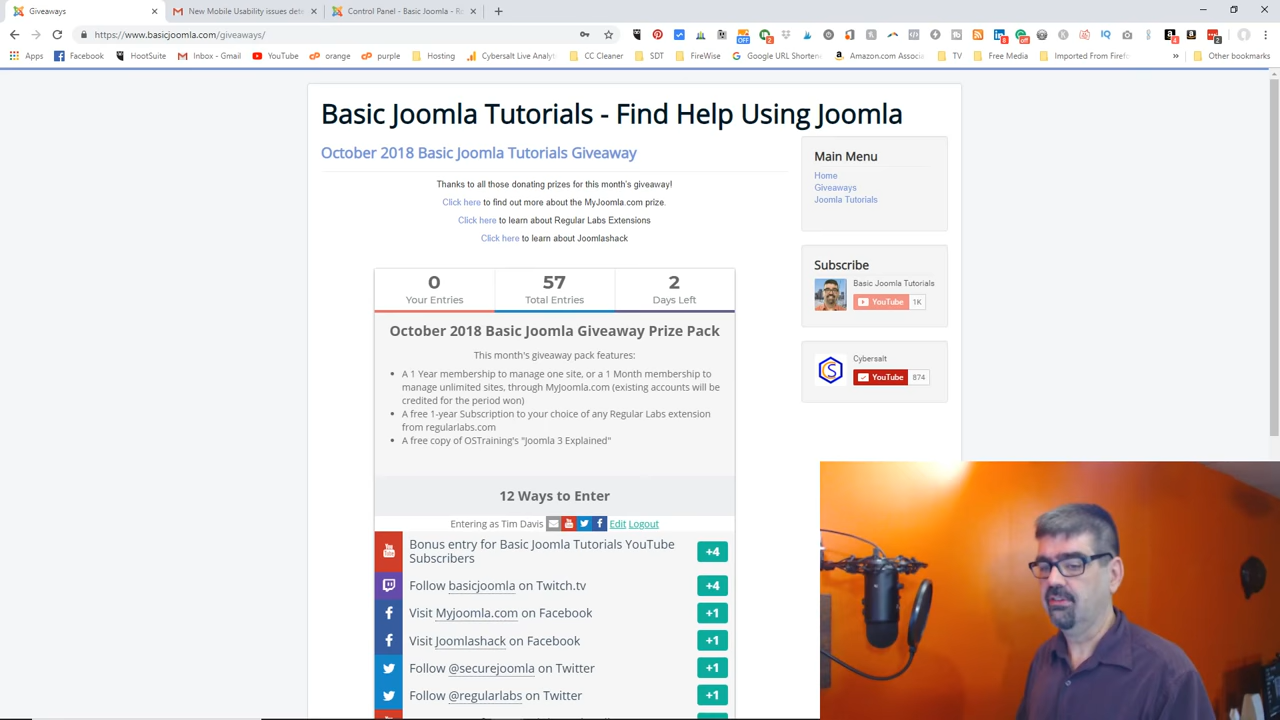 Giveaways
New Mobile Usability issues dete
Control Panel - Basic Joomla - R
https://www.basicjoomla.com/giveaways/
Apps
Facebook
HootSuite
Inbox - Gmail
YouTube
orange
purple
Hosting
Cybersalt Live Analyti
CC Cleaner
SDT
FireWise
Google URL Shortene
Amazon.com Associ
TV
Free Media
Imported From Firef
Other bookmarks
Basic Joomla Tutorials - Find Help Using Joomla
October 2018 Basic Joomla Tutorials Giveaway
Thanks to all those donating prizes for this month's giveaway!
Click here to find out more about the MyJoomla.com prize.
Click here to learn about Regular Labs Extensions
Click here to learn about Joomlashack
0
Your Entries
57
Total Entries
2
Days Left
October 2018 Basic Joomla Giveaway Prize Pack
This month's giveaway pack features:
• A 1 Year membership to manage one site, or a 1 Month membership to
manage unlimited sites, through MyJoomla.com (existing accounts will be
credited for the period won)
• A free 1-year Subscription to your choice of any Regular Labs extension
from regularlabs.com
• A free copy of OSTraining's "Joomla 3 Explained"
12 Ways to Enter
Entering as Tim Davis Edit Logout
Bonus entry for Basic Joomla Tutorials YouTube
Subscribers
+4
Follow basicjoomla on Twitch.tv
+4
Visit Myjoomla.com on Facebook
+1
Visit Joomlashack on Facebook
+1
Follow @securejoomla on Twitter
+1
Follow @regularlabs on Twitter
+1
Main Menu
Home
Giveaways
Joomla Tutorials
Subscribe
Basic Joomla Tutorials
YouTube 1K
Cybersalt
YouTube 874